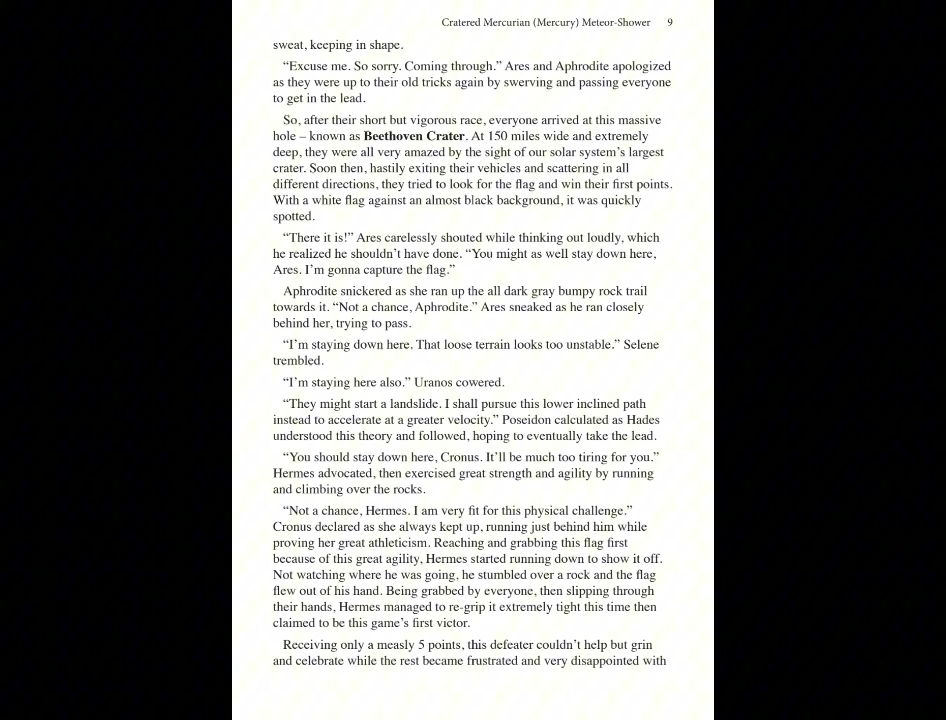 Cratered Mercurian (Mercury) Meteor-Shower 9
sweat, keeping in shape.
“Excuse me. So sorry. Coming through.” Ares and Aphrodite apologized
as they were up to their old tricks again by swerving and passing everyone
to get in the lead.
So, after their short but vigorous race, everyone arrived at this massive
hole – known as Beethoven Crater. At 150 miles wide and extremely
deep, they were all very amazed by the sight of our solar system’s largest
crater. Soon then, hastily exiting their vehicles and scattering in all
different directions, they tried to look for the flag and win their first points.
With a white flag against an almost black background, it was quickly
spotted.
“There it is!” Ares carelessly shouted while thinking out loudly, which
he realized he shouldn’t have done. “You might as well stay down here,
Ares. I’m gonna capture the flag.”
Aphrodite snickered as she ran up the all dark gray bumpy rock trail
towards it. “Not a chance, Aphrodite.” Ares sneaked as he ran closely
behind her, trying to pass.
“I’m staying down here. That loose terrain looks too unstable.” Selene
trembled.
“I’m staying here also.” Uranos cowered.
“They might start a landslide. I shall pursue this lower inclined path
instead to accelerate at a greater velocity.” Poseidon calculated as Hades
understood this theory and followed, hoping to eventually take the lead.
“You should stay down here, Cronus. It’ll be much too tiring for you.”
Hermes advocated, then exercised great strength and agility by running
and climbing over the rocks.
“Not a chance, Hermes. I am very fit for this physical challenge.”
Cronus declared as she always kept up, running just behind him while
proving her great athleticism. Reaching and grabbing this flag first
because of this great agility, Hermes started running down to show it off.
Not watching where he was going, he stumbled over a rock and the flag
flew out of his hand. Being grabbed by everyone, then slipping through
their hands, Hermes managed to re-grip it extremely tight this time then
claimed to be this game’s first victor.
Receiving only a measly 5 points, this defeater couldn’t help but grin
and celebrate while the rest became frustrated and very disappointed with